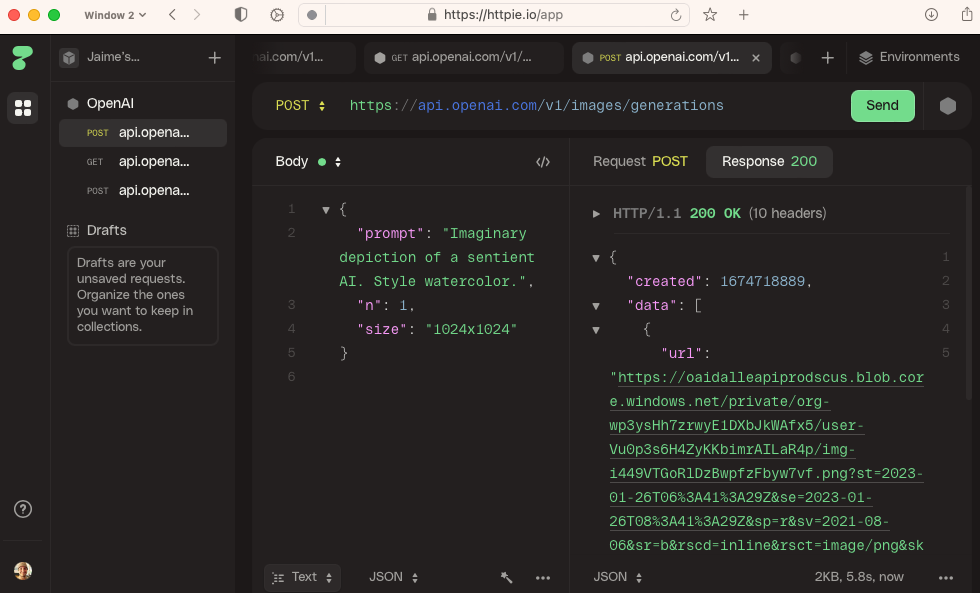 Window 2
https://httpie.io/app
Jaime's...
nai.com/v1...
GET api.openai.com/v1/...
POST api.openai.com/v1...
Environments
OpenAI
POST api.opena...
GET api.opena...
POST api.opena...
Drafts
Drafts are your
unsaved requests.
Organize the ones
you want to keep in
collections.
POST
https://api.openai.com/v1/images/generations
Send
Body
</>
1 {
2 "prompt": "Imaginary
depiction of a sentient
AI. Style watercolor.",
3 "n": 1,
4 "size": "1024x1024"
5 }
6
Text
JSON
Request POST
Response 200
HTTP/1.1 200 OK (10 headers)
{ 1
"created": 1674718889, 2
"data": [ 3
{ 4
"url": 5
"https://oaidalleapiprodscus.blob.cor
e.windows.net/private/org-
wp3ysHh7zrwyE1DXbJkWAfx5/user-
Vu0p3s6H4ZyKKbimrAILaR4p/img-
i449VTGoRlDzBwpfzFbyw7vf.png?st=2023-
01-26T06%3A41%3A29Z&se=2023-01-
26T08%3A41%3A29Z&sp=r&sv=2021-08-
06&sr=b&rscd=inline&rsct=image/png&sk
JSON
2KB, 5.8s, now